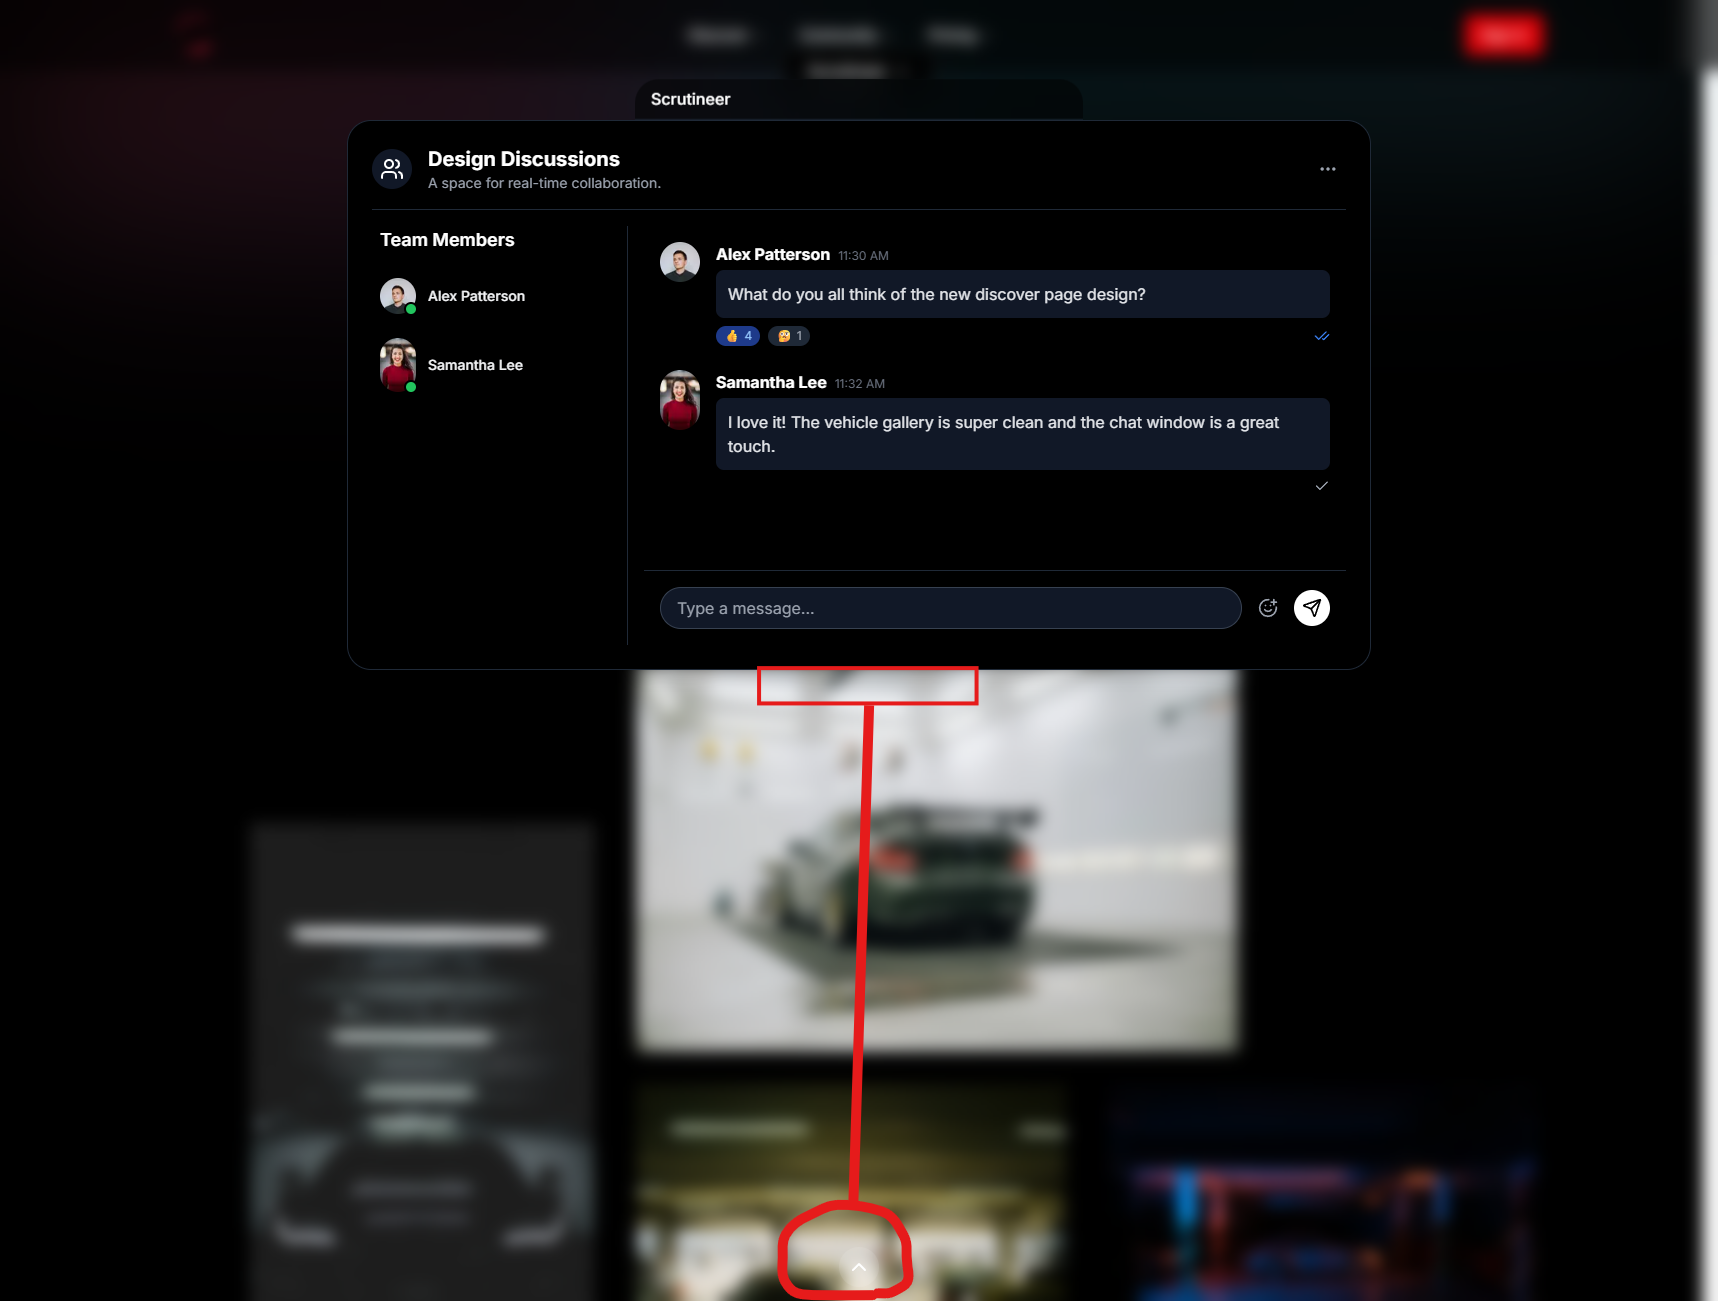 Scrutineer
Design Discussions
A space for real-time collaboration.
Team Members
Alex Patterson
Samantha Lee
Alex Patterson 11:30 AM
What do you all think of the new discover page design?
👍 4 🤔 1
Samantha Lee 11:32 AM
I love it! The vehicle gallery is super clean and the chat window is a great
touch.
Type a message...